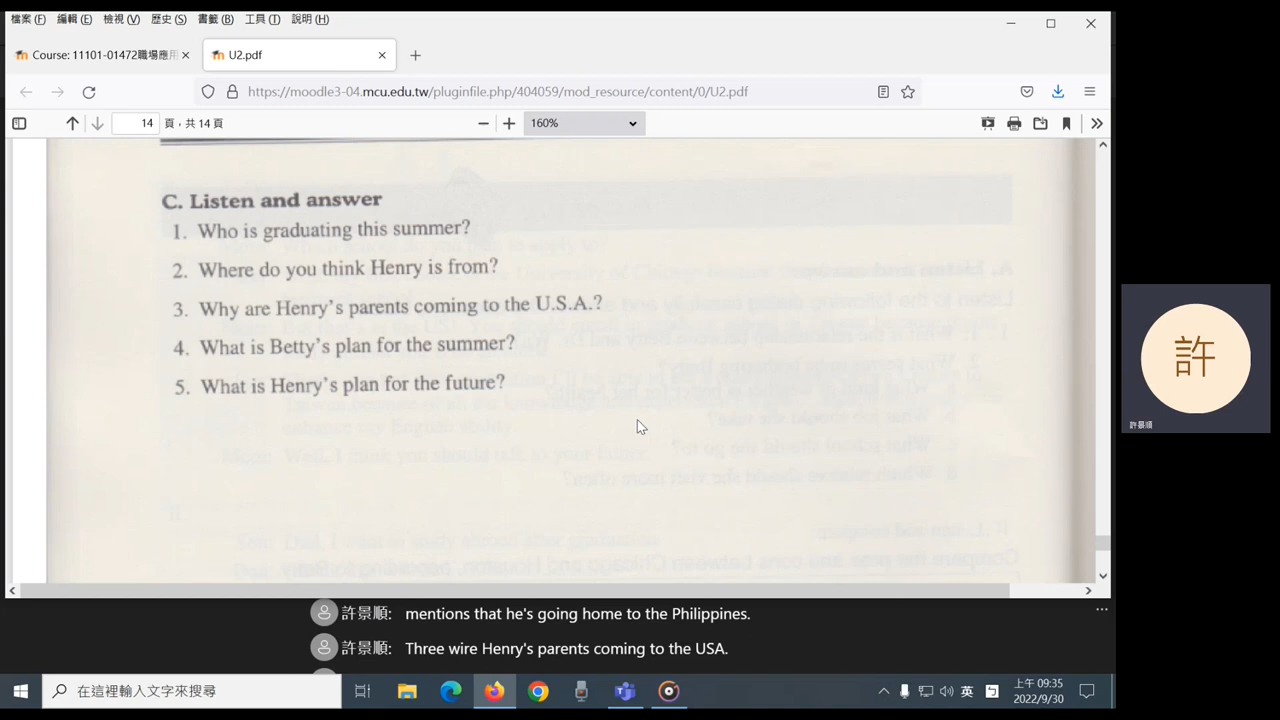 檔案 (F) 編輯 (E) 檢視 (V) 歷史 (S) 書籤 (B) 工具 (T) 說明 (H)
Course: 11101-01472職場應用
U2.pdf
https://moodle3-04.mcu.edu.tw/pluginfile.php/404059/mod_resource/content/0/U2.pdf
14 頁，共 14 頁
160%
C. Listen and answer
1. Who is graduating this summer?
2. Where do you think Henry is from?
3. Why are Henry's parents coming to the U.S.A.?
4. What is Betty's plan for the summer?
5. What is Henry's plan for the future?
許
許景順
許景順: mentions that he's going home to the Philippines.
許景順: Three wire Henry's parents coming to the USA.
在這裡輸入文字來搜尋
英
上午 09:35
2022/9/30